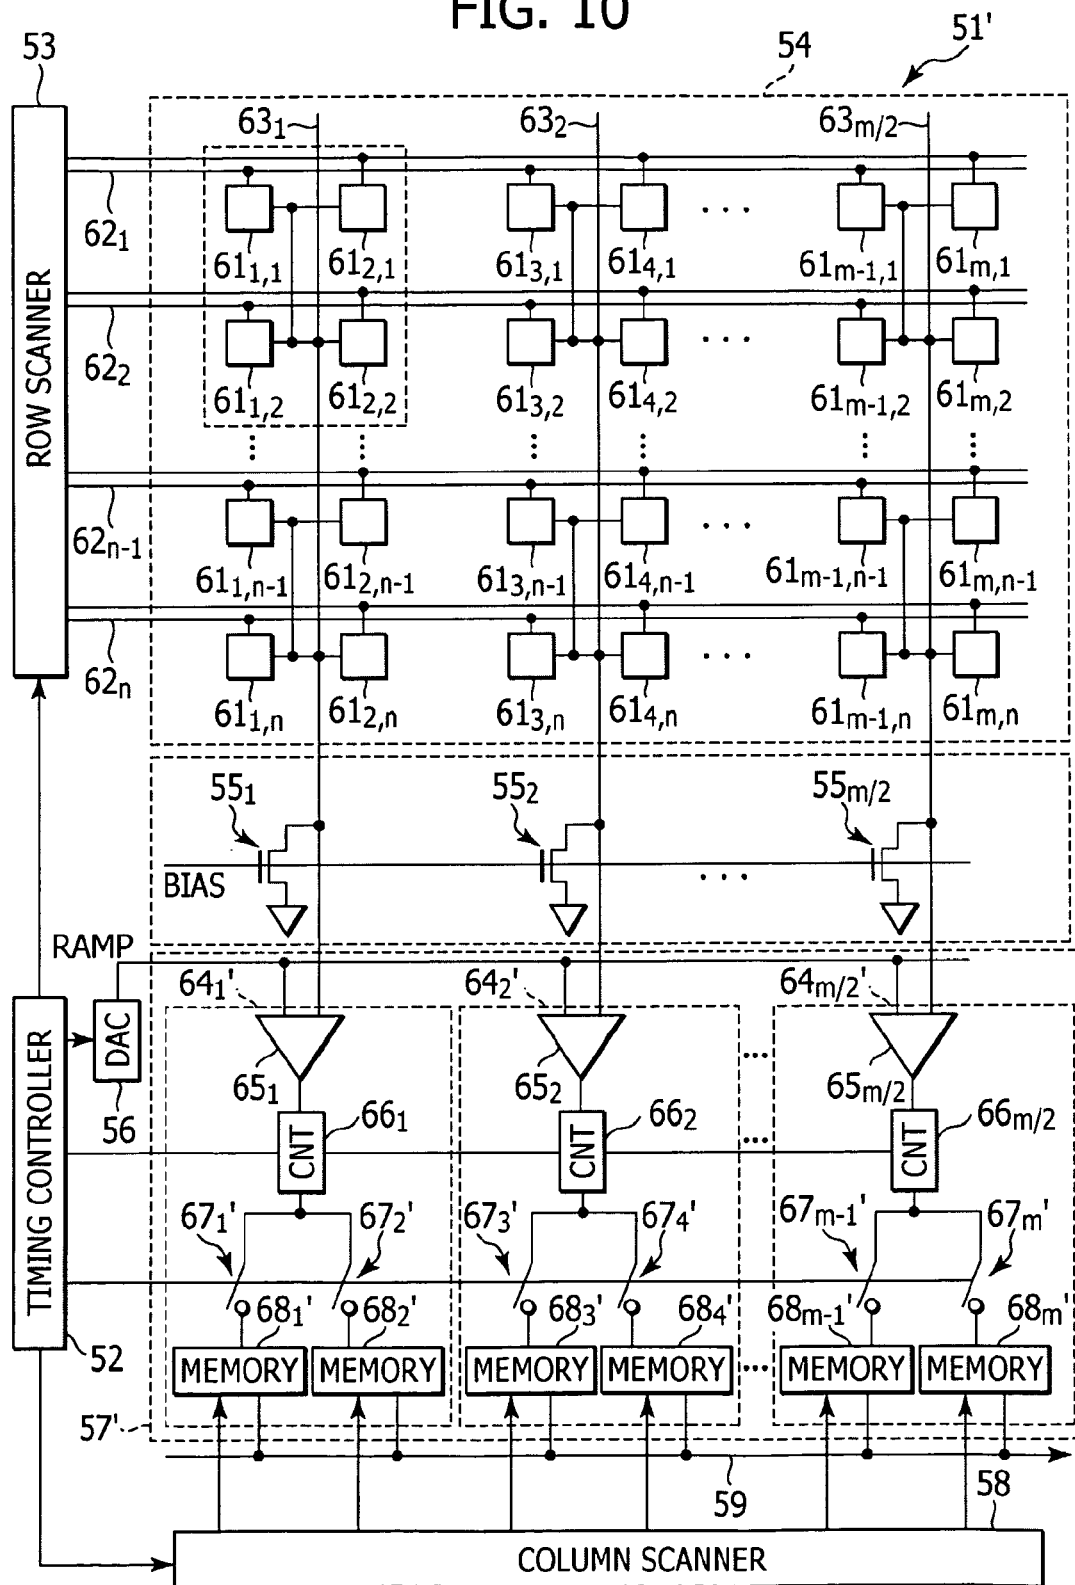 FIG. 10
53
54
51'
63₁ 63₂ 63m/2
62₁
61₁,₁ 61₂,₁ 61₃,₁ 61₄,₁ 61m-1,1 61m,1
62₂
61₁,₂ 61₂,₂ 61₃,₂ 61₄,₂ 61m-1,2 61m,2
ROW SCANNER
62n-1
61₁,n-1 61₂,n-1 61₃,n-1 61₄,n-1 61m-1,n-1 61m,n-1
62n
61₁,n 61₂,n 61₃,n 61₄,n 61m-1,n 61m,n
55₁ 55₂ 55m/2
BIAS
RAMP
64₁' 64₂' 64m/2'
DAC
56
65₁ 65₂ 65m/2
CNT 66₁ CNT 66₂ CNT 66m/2
TIMING CONTROLLER
67₁' 67₂' 67₃' 67₄' 67m-1' 67m'
68₁' 68₂' 68₃' 68₄' 68m-1' 68m'
52
MEMORY MEMORY MEMORY MEMORY MEMORY MEMORY
57'
59
58
COLUMN SCANNER